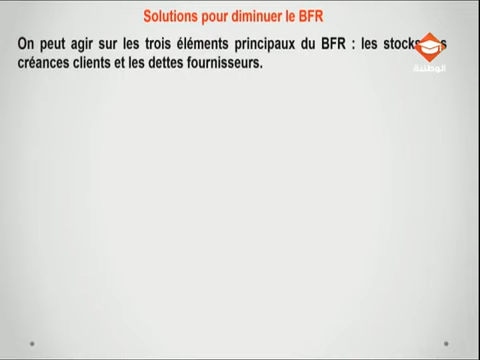 Solutions pour diminuer le BFR
On peut agir sur les trois éléments principaux du BFR : les stocks
créances clients et les dettes fournisseurs.
الوطنية